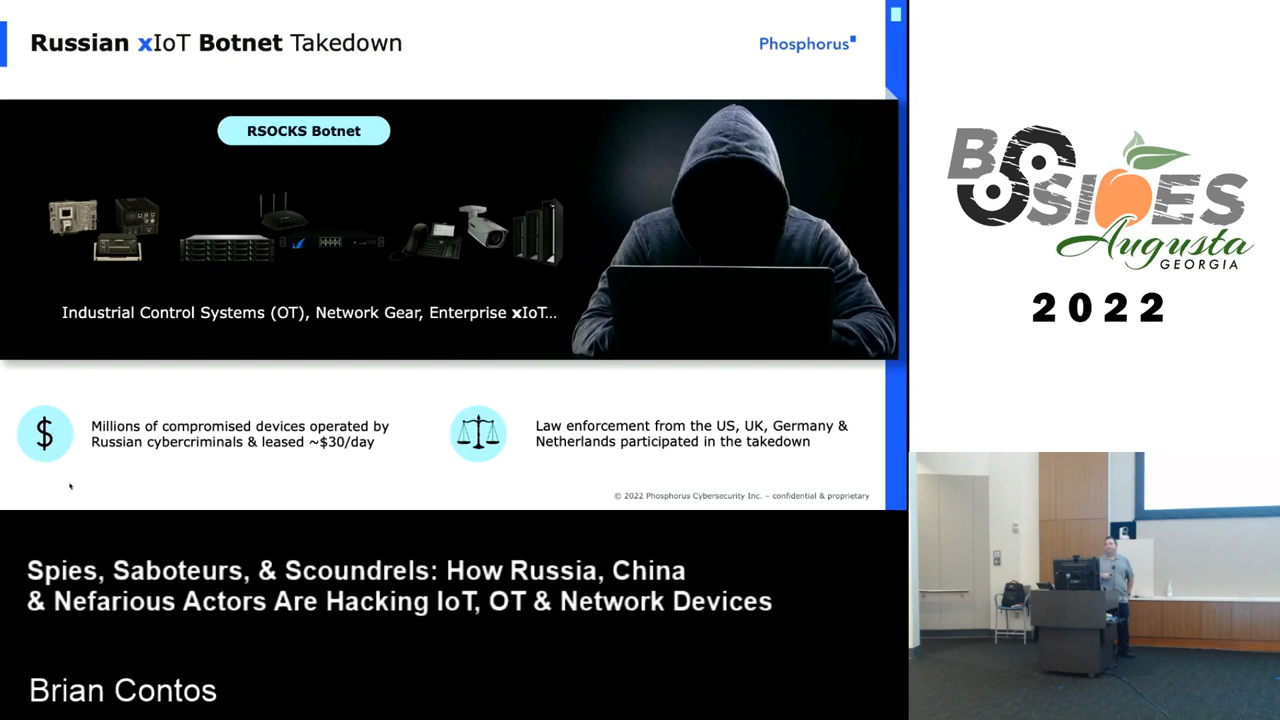 Russian xIoT Botnet Takedown
Phosphorus
RSOCKS Botnet
Industrial Control Systems (OT), Network Gear, Enterprise xIoT...
Millions of compromised devices operated by
Russian cybercriminals & leased ~$30/day
Law enforcement from the US, UK, Germany &
Netherlands participated in the takedown
© 2022 Phosphorus Cybersecurity Inc. – confidential & proprietary
BSIDES
Augusta
GEORGIA
2022
Spies, Saboteurs, & Scoundrels: How Russia, China
& Nefarious Actors Are Hacking IoT, OT & Network Devices
Brian Contos